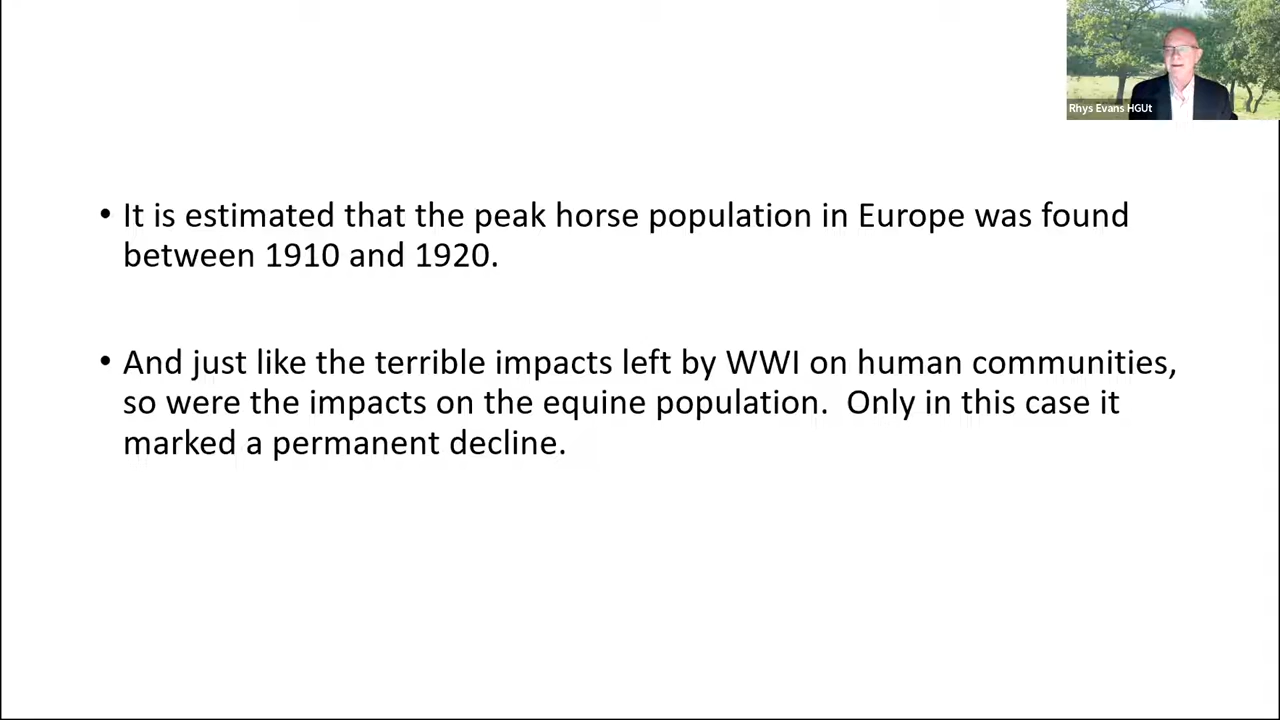 Rhys Evans HGUt
• It is estimated that the peak horse population in Europe was found
between 1910 and 1920.
• And just like the terrible impacts left by WWI on human communities,
so were the impacts on the equine population.  Only in this case it
marked a permanent decline.